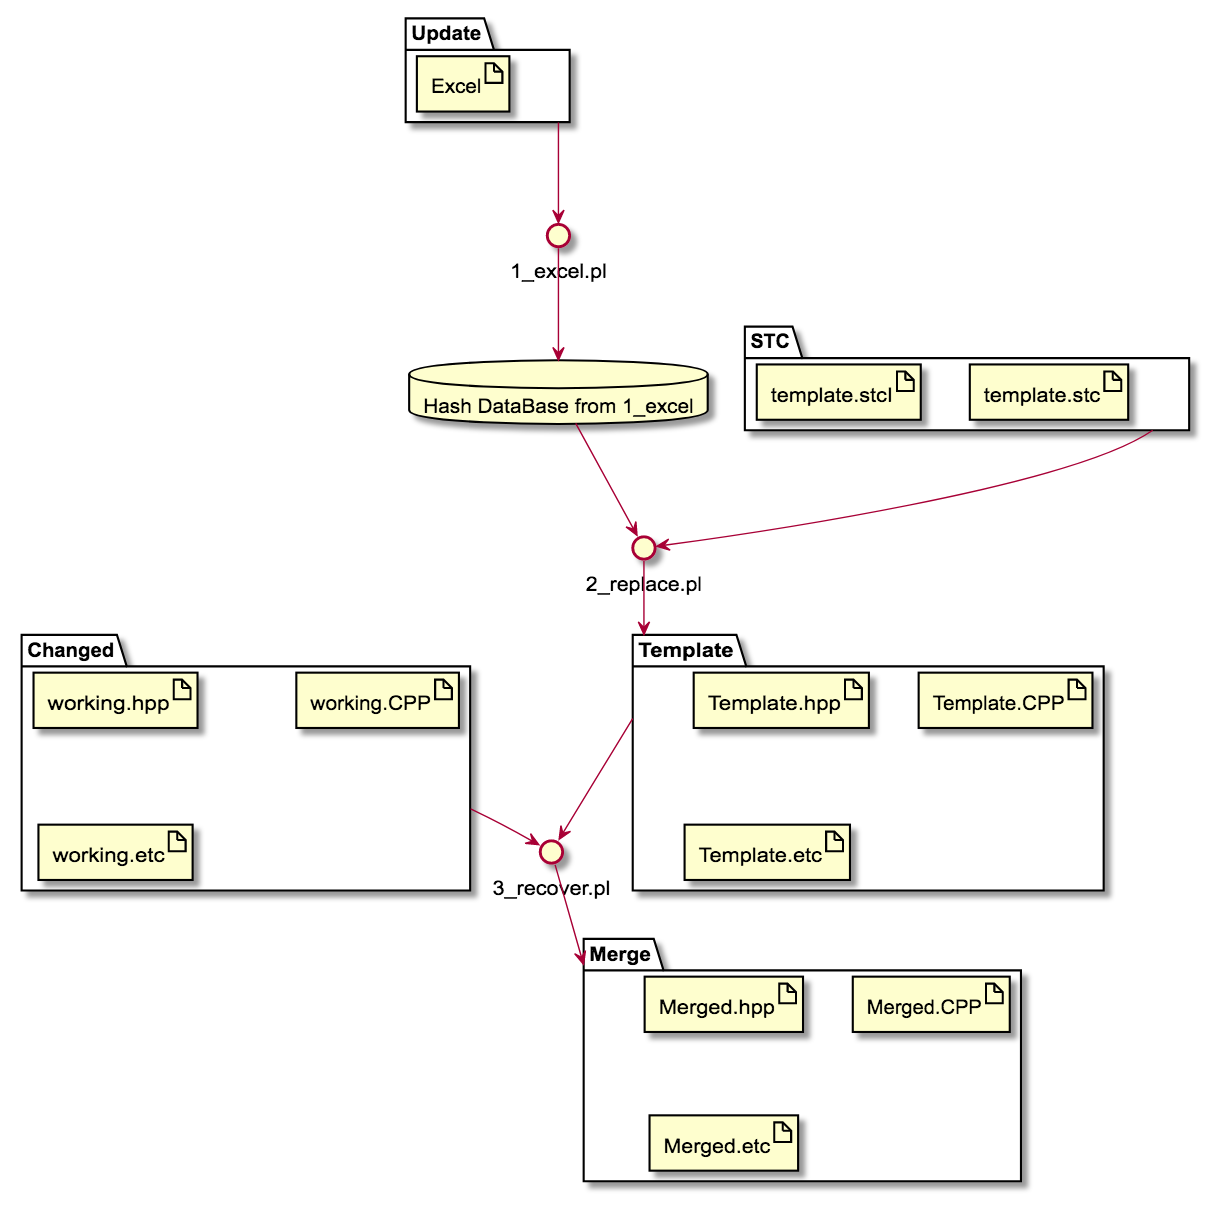 Update
Excel
1_excel.pl
STC
template.stcl
template.stc
Hash DataBase from 1_excel
2_replace.pl
Changed
working.hpp
working.CPP
working.etc
Template
Template.hpp
Template.CPP
Template.etc
3_recover.pl
Merge
Merged.hpp
Merged.CPP
Merged.etc